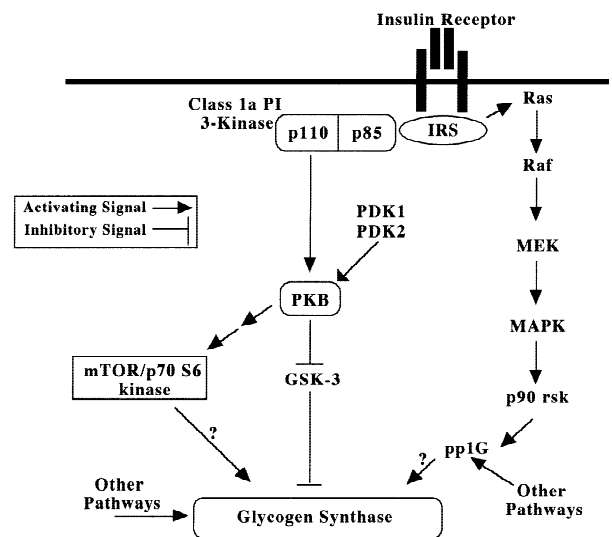 Insulin Receptor
Class 1a PI
3-Kinase
p110
p85
IRS
Ras
Raf
MEK
MAPK
p90 rsk
pp1G
?
Other
Pathways
Activating Signal
Inhibitory Signal
PDK1
PDK2
PKB
GSK-3
mTOR/p70 S6
kinase
?
Other
Pathways
Glycogen Synthase